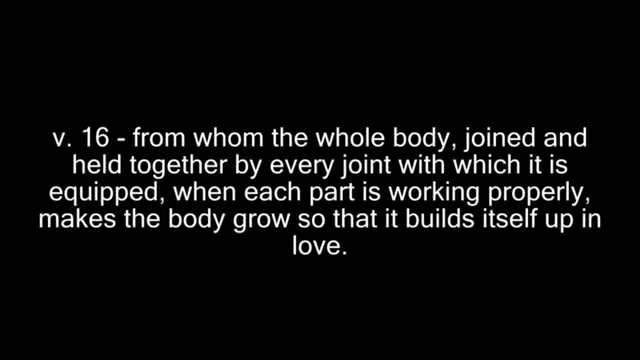 v. 16 - from whom the whole body, joined and
held together by every joint with which it is
equipped, when each part is working properly,
makes the body grow so that it builds itself up in
love.